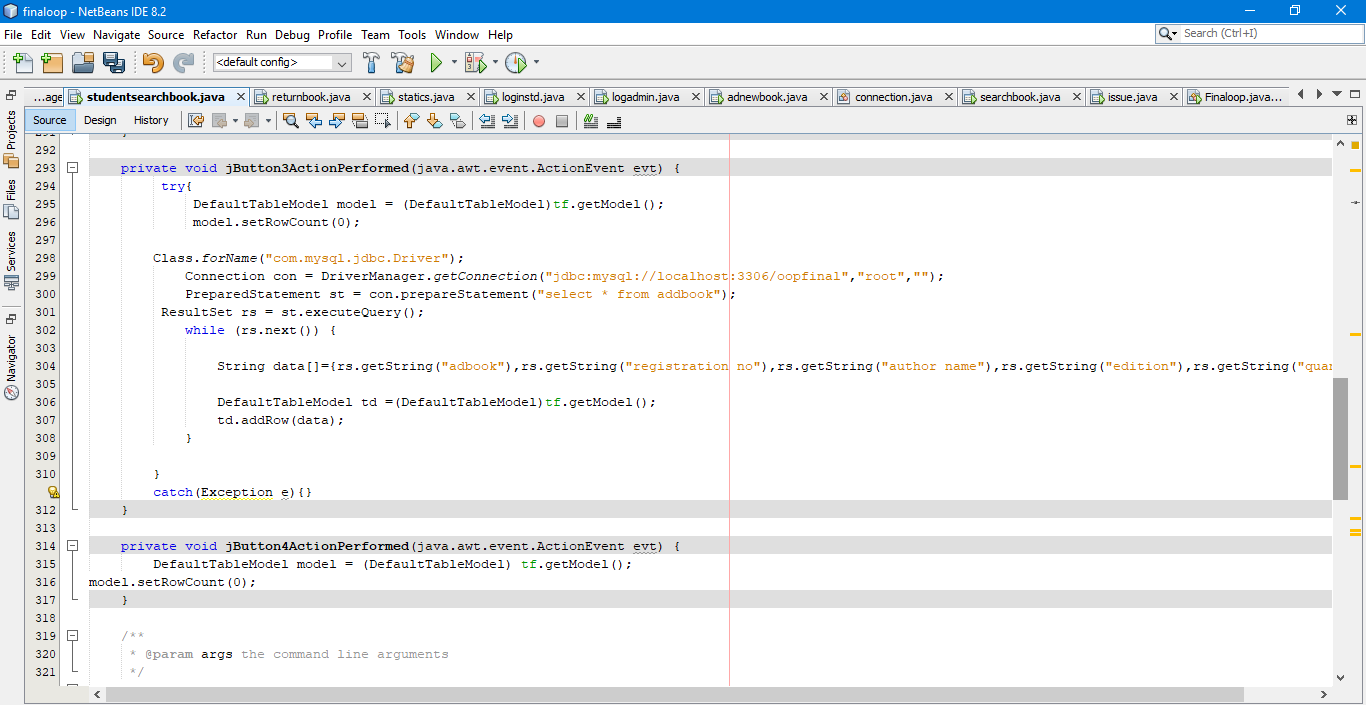 finaloop - NetBeans IDE 8.2
File Edit View Navigate Source Refactor Run Debug Profile Team Tools Window Help
Search (Ctrl+I)
<default config>
...age studentsearchbook.java returnbook.java statics.java loginstd.java logadmin.java adnewbook.java connection.java searchbook.java issue.java Finaloop.java...
Source Design History
Projects
Files
Services
Navigator
292
293 private void jButton3ActionPerformed(java.awt.event.ActionEvent evt) {
294 try{
295 DefaultTableModel model = (DefaultTableModel)tf.getModel();
296 model.setRowCount(0);
297
298 Class.forName("com.mysql.jdbc.Driver");
299 Connection con = DriverManager.getConnection("jdbc:mysql://localhost:3306/oopfinal","root","");
300 PreparedStatement st = con.prepareStatement("select * from addbook");
301 ResultSet rs = st.executeQuery();
302 while (rs.next()) {
303
304 String data[]={rs.getString("adbook"),rs.getString("registration no"),rs.getString("author name"),rs.getString("edition"),rs.getString("qua
305
306 DefaultTableModel td =(DefaultTableModel)tf.getModel();
307 td.addRow(data);
308 }
309
310 }
catch(Exception e){}
312 }
313
314 private void jButton4ActionPerformed(java.awt.event.ActionEvent evt) {
315 DefaultTableModel model = (DefaultTableModel) tf.getModel();
316 model.setRowCount(0);
317 }
318
319 /**
320 * @param args the command line arguments
321 */